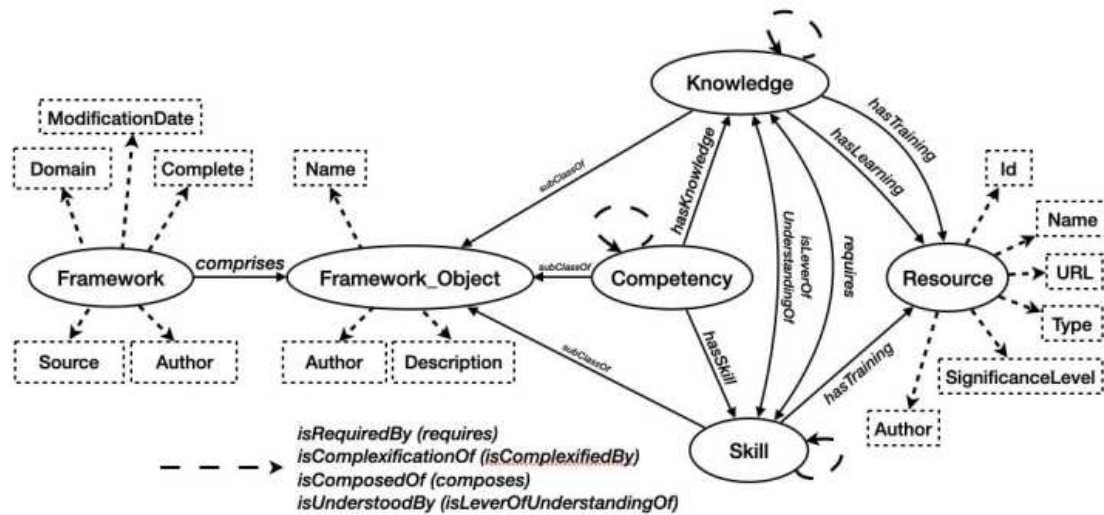 Knowledge
ModificationDate
Domain
Complete
Name
subClassOf
hasKnowledge
hasLearning
hasTraining
Id
Name
Framework
comprises
Framework_Object
subClassOf
Competency
isLeverOf
UnderstandingOf
requires
Resource
URL
Type
Source
Author
Author
Description
subClassOf
hasSkill
hasTraining
SignificanceLevel
Author
Skill
isRequiredBy (requires)
isComplexificationOf (isComplexifiedBy)
isComposedOf (composes)
isUnderstoodBy (isLeverOfUnderstandingOf)